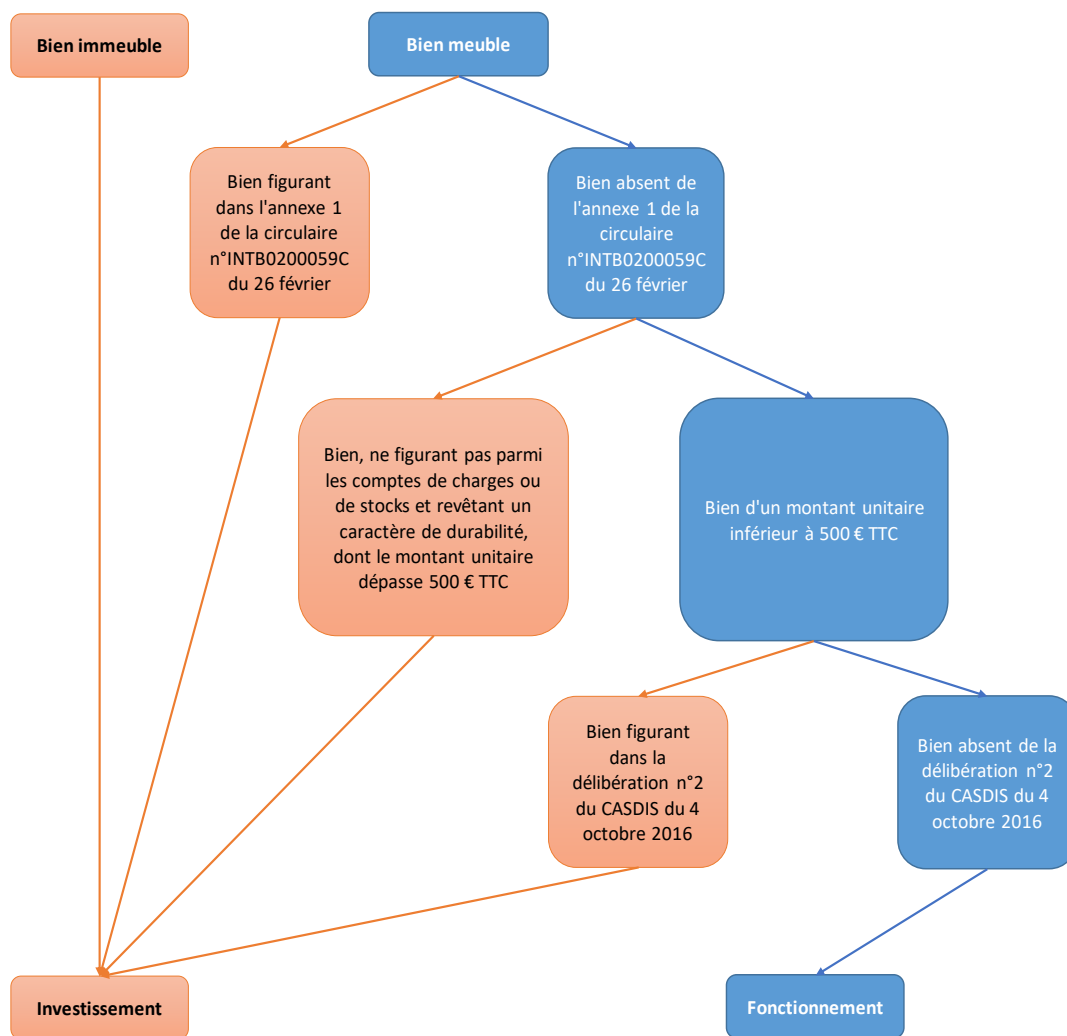 Bien immeuble
Bien meuble
Bien figurant
dans l'annexe 1
de la circulaire
n°INTB0200059C
du 26 février
Bien absent de
l'annexe 1 de la
circulaire
n°INTB0200059C
du 26 février
Bien, ne figurant pas parmi
les comptes de charges ou
de stocks et revêtant un
caractère de durabilité,
dont le montant unitaire
dépasse 500 € TTC
Bien d'un montant unitaire
inférieur à 500 € TTC
Bien figurant
dans la
délibération n°2
du CASDIS du 4
octobre 2016
Bien absent de la
délibération n°2
du CASDIS du 4
octobre 2016
Investissement
Fonctionnement